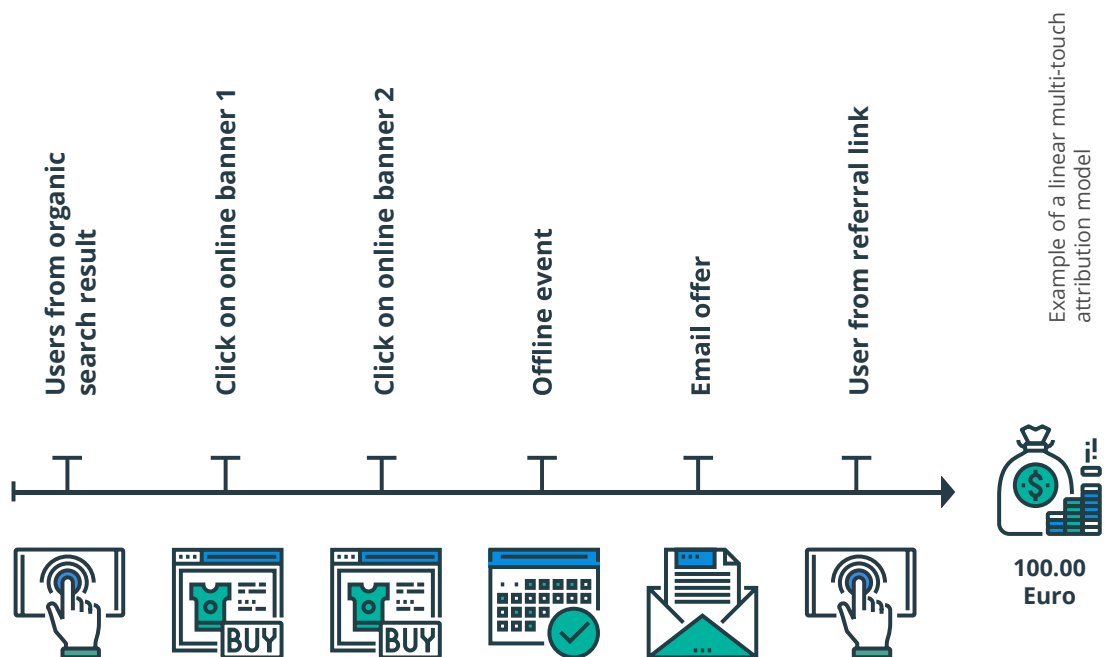 Users from organic
search result
Click on online banner 1
Click on online banner 2
Offline event
Email offer
User from referral link
Example of a linear multi-touch
attribution model
$
100.00
Euro
BUY
BUY